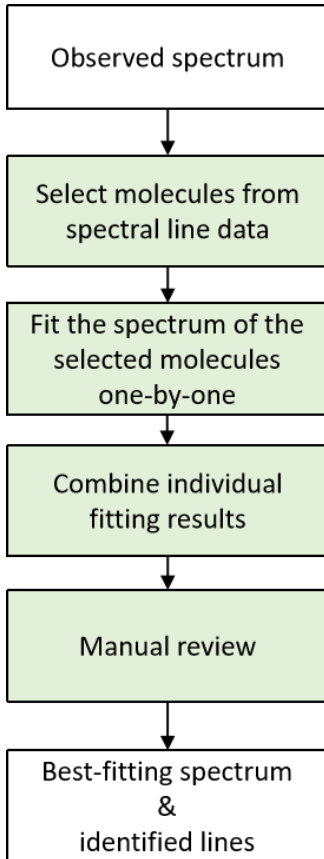 Observed spectrum
Select molecules from
spectral line data
Fit the spectrum of the
selected molecules
one-by-one
Combine individual
fitting results
Manual review
Best-fitting spectrum
&
identified lines